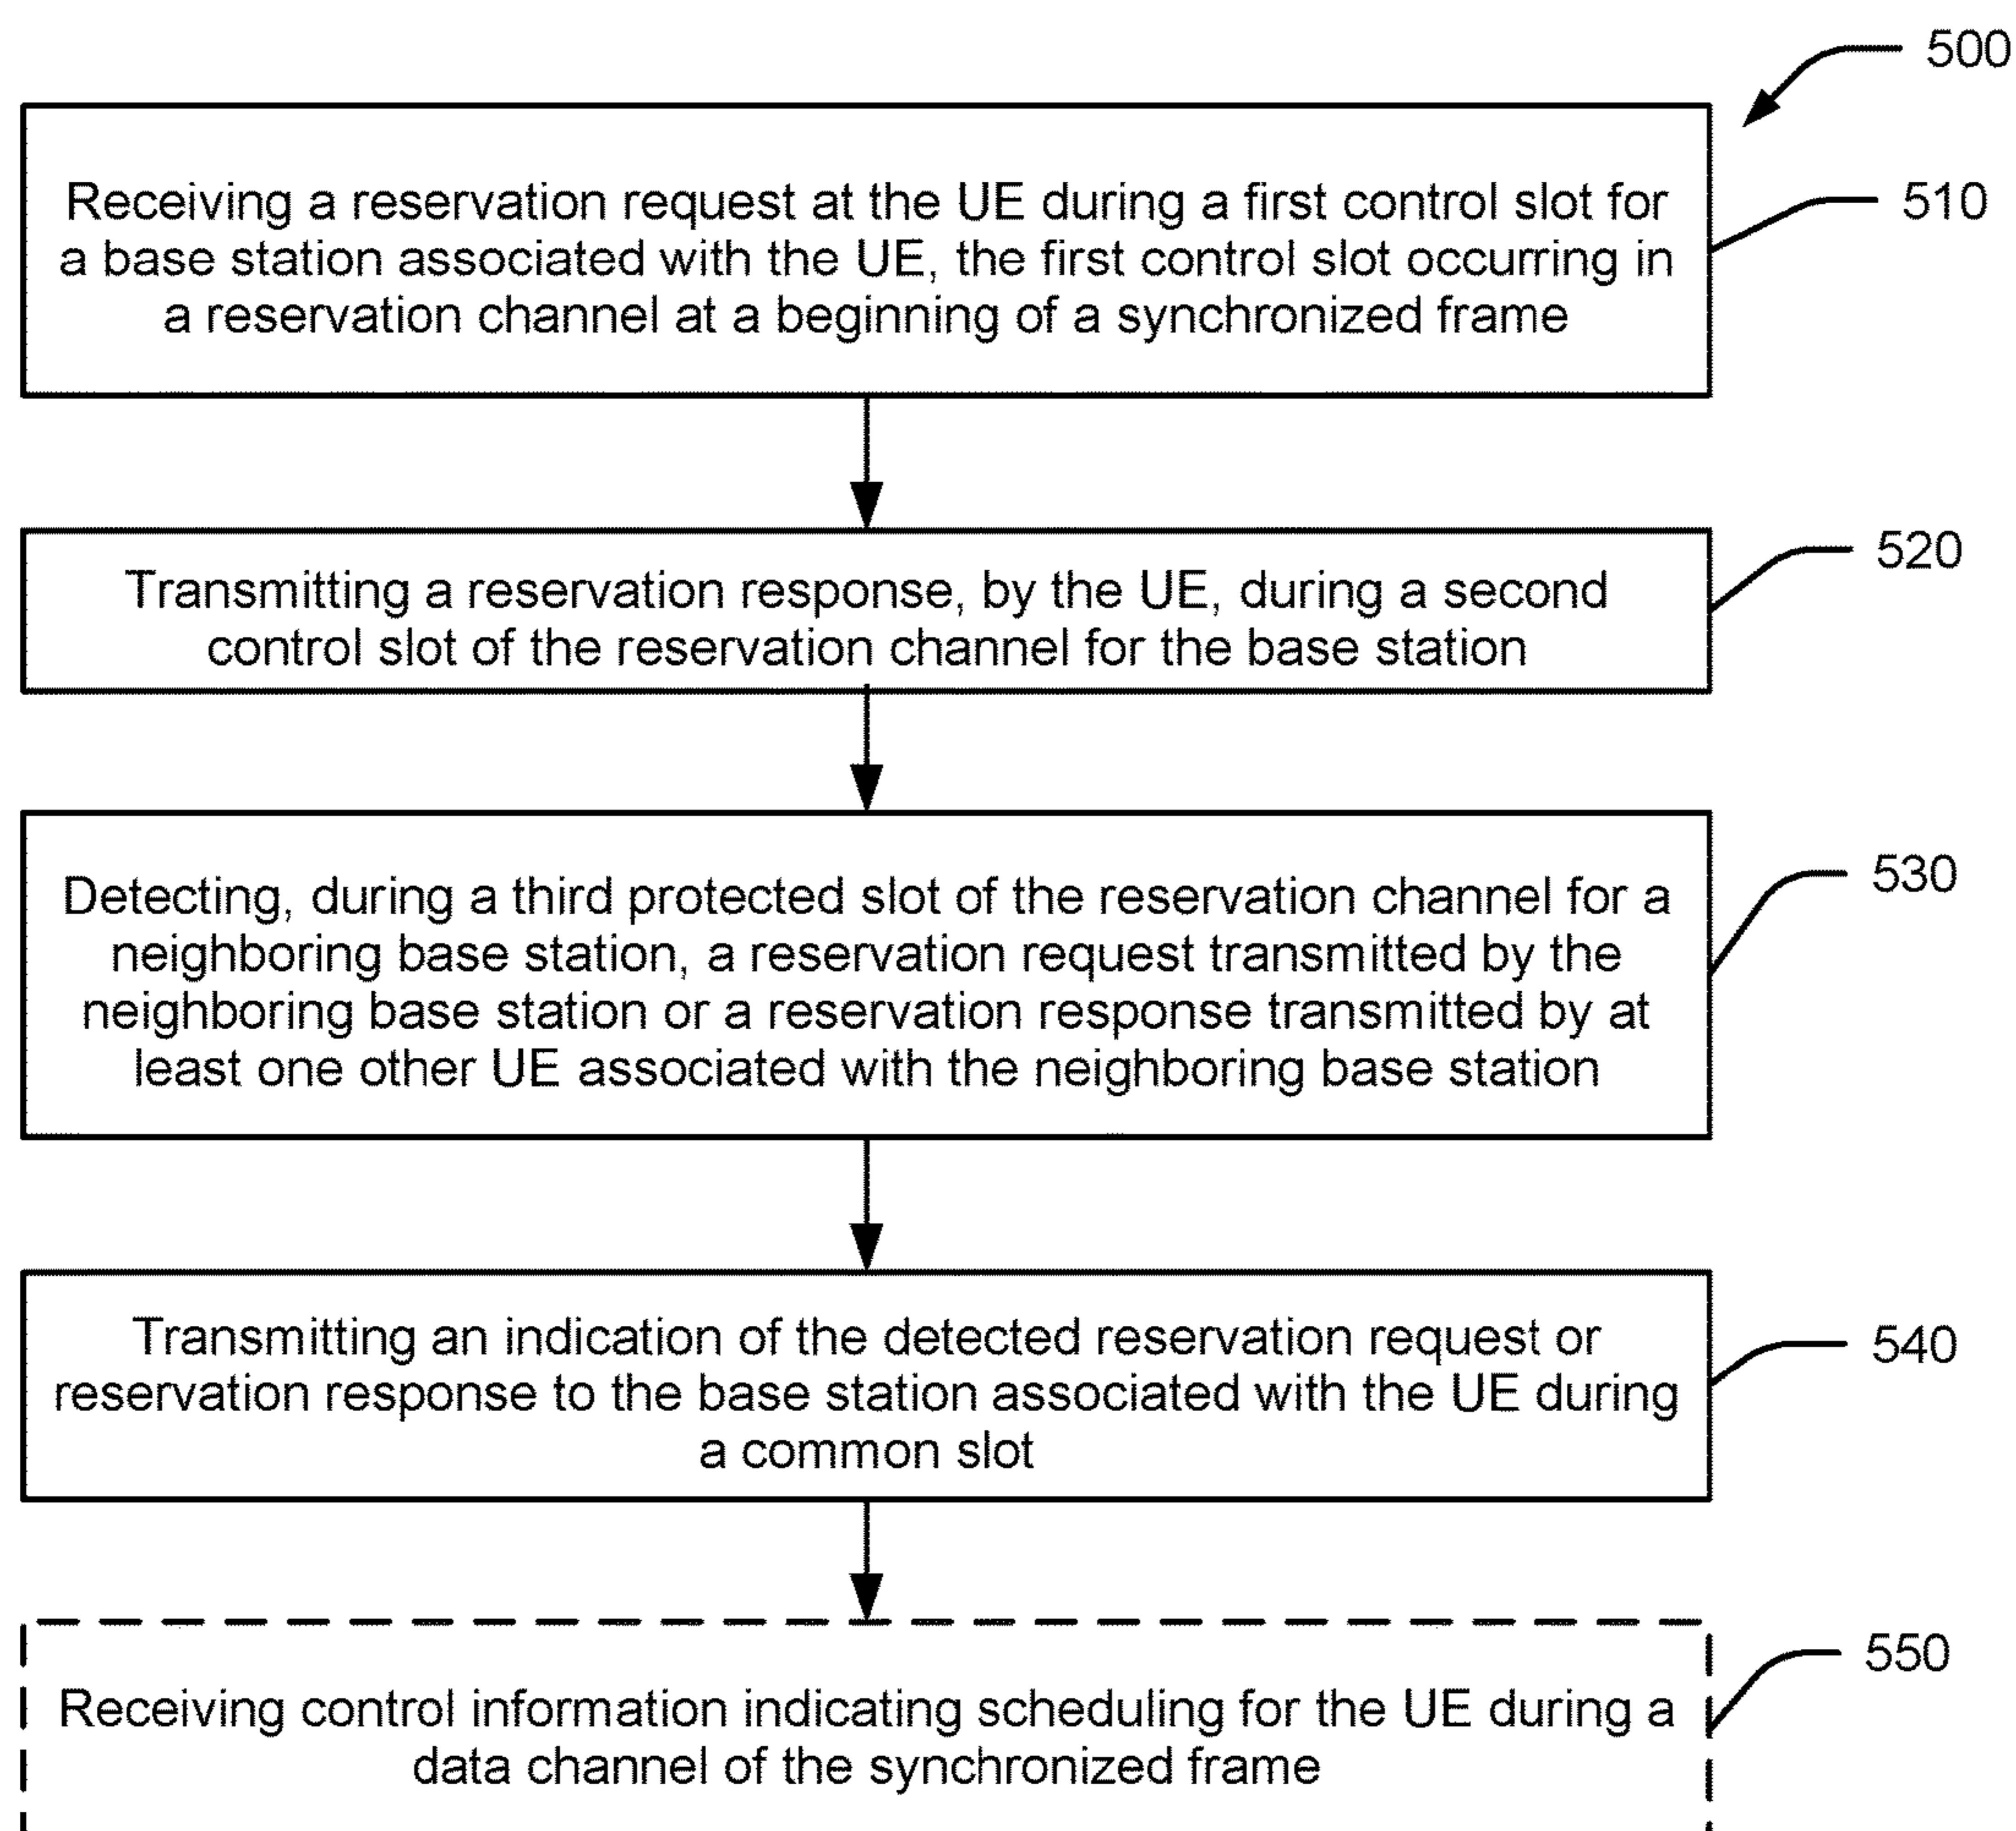 500
Receiving a reservation request at the UE during a first control slot for
a base station associated with the UE, the first control slot occurring in
a reservation channel at a beginning of a synchronized frame
510
Transmitting a reservation response, by the UE, during a second
control slot of the reservation channel for the base station
520
Detecting, during a third protected slot of the reservation channel for a
neighboring base station, a reservation request transmitted by the
neighboring base station or a reservation response transmitted by at
least one other UE associated with the neighboring base station
530
Transmitting an indication of the detected reservation request or
reservation response to the base station associated with the UE during
a common slot
540
Receiving control information indicating scheduling for the UE during a
data channel of the synchronized frame
550